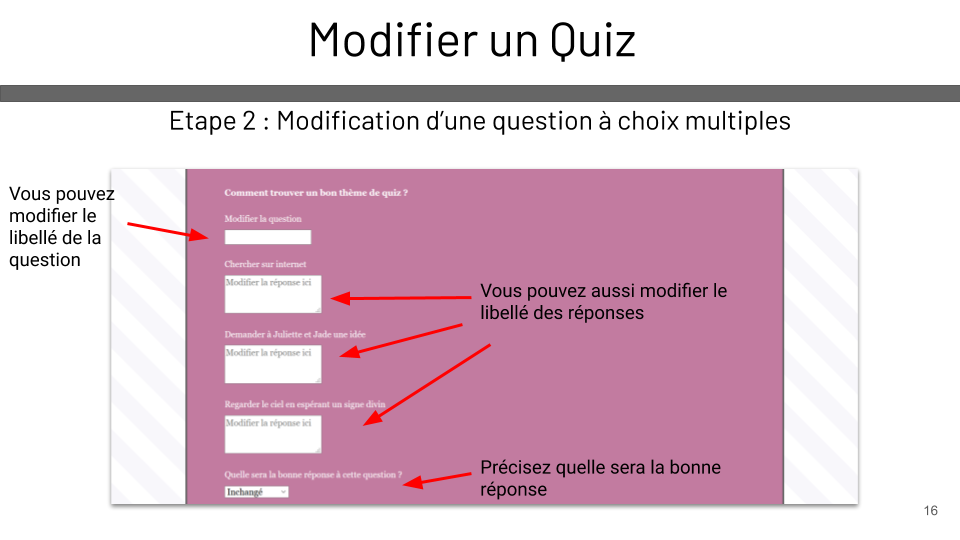 Modifier un Quiz
Etape 2 : Modification d’une question à choix multiples
Vous pouvez
modifier le
libellé de la
question
Comment trouver un bon thème de quiz ?
Modifier la question
Chercher sur internet
Modifier la réponse ici
Vous pouvez aussi modifier le
libellé des réponses
Demander à Juliette et Jade une idée
Modifier la réponse ici
Regarder le ciel en espérant un signe divin
Modifier la réponse ici
Quelle sera la bonne réponse à cette question ?
Inchangé
Précisez quelle sera la bonne
réponse
16